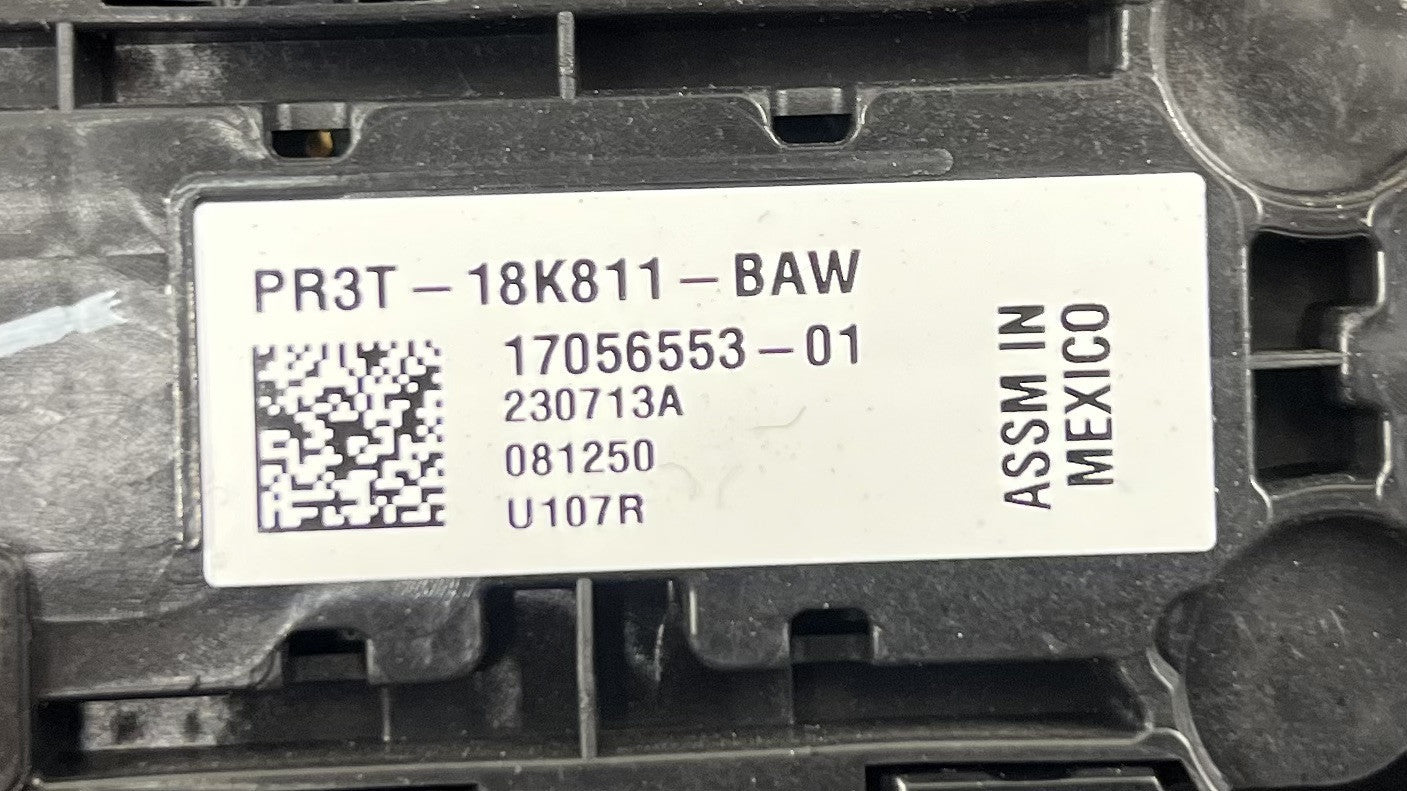 PR3T-18K811-BAW
17056553-01
230713A
081250
U107R
ASSM IN
MEXICO